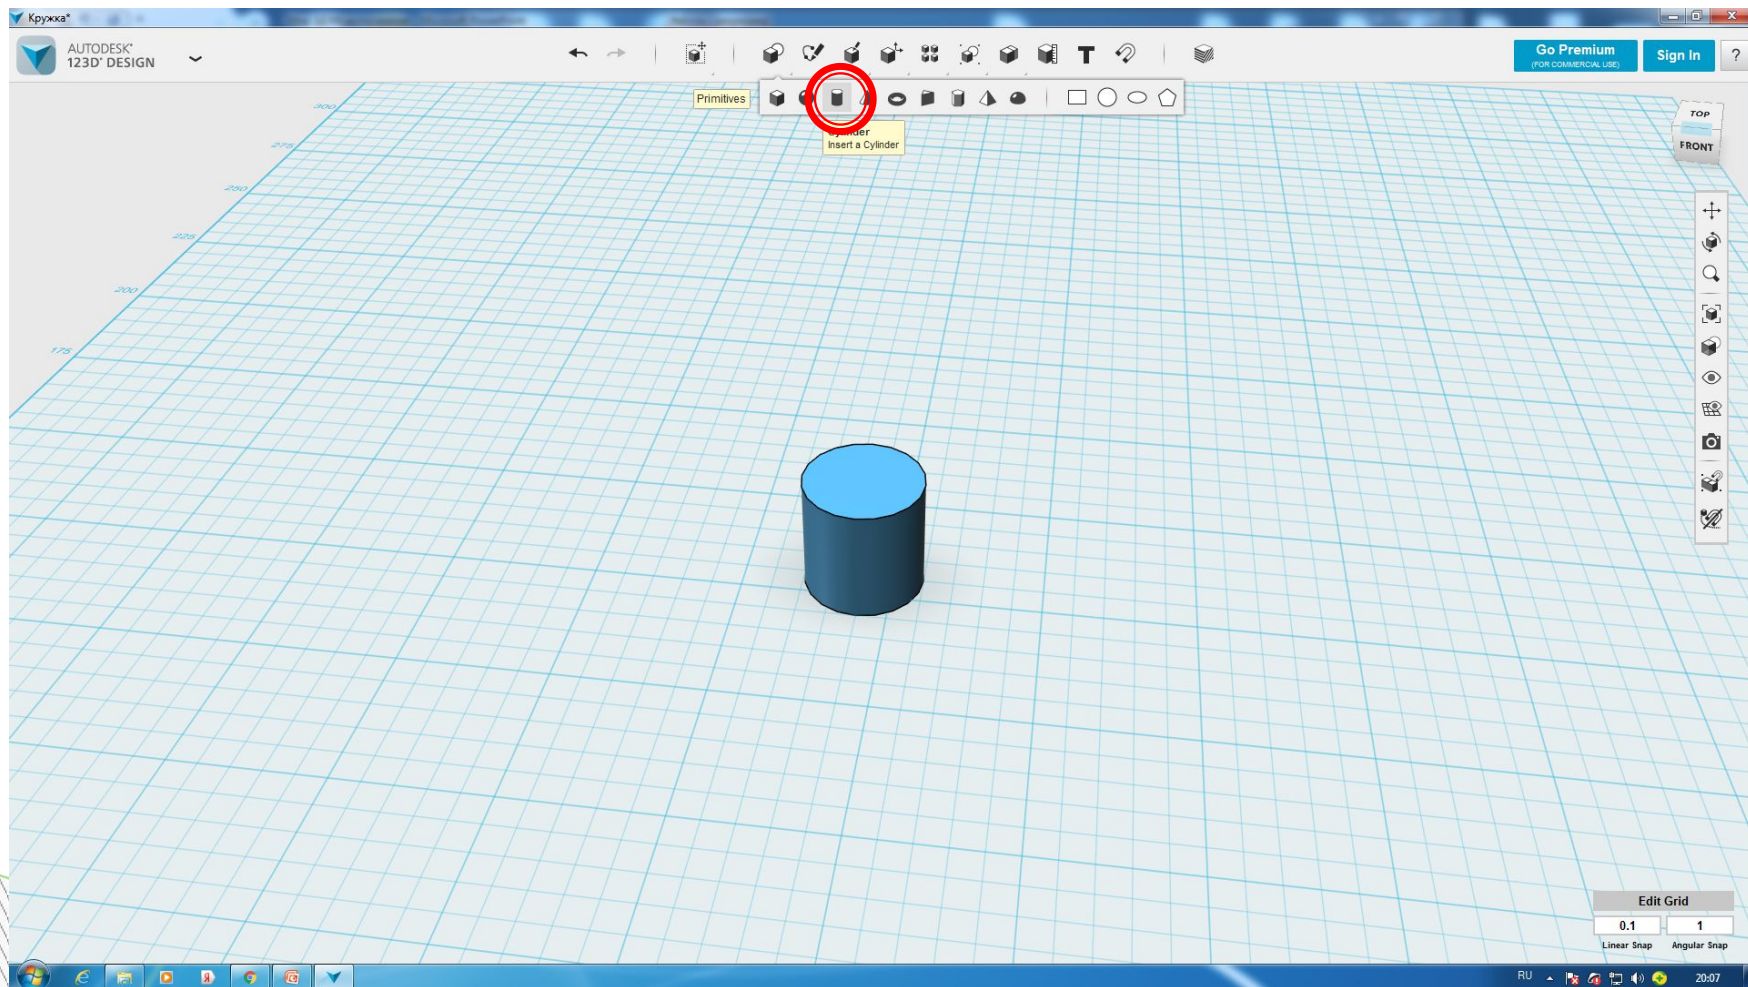 Кружка*
AUTODESK®
123D® DESIGN
T
Go Premium
(FOR COMMERCIAL USE)
Sign In
?
Primitives
Cylinder
Insert a Cylinder
TOP
FRONT
300
275
250
225
200
175
Edit Grid
0.1
1
Linear Snap
Angular Snap
RU
20:07